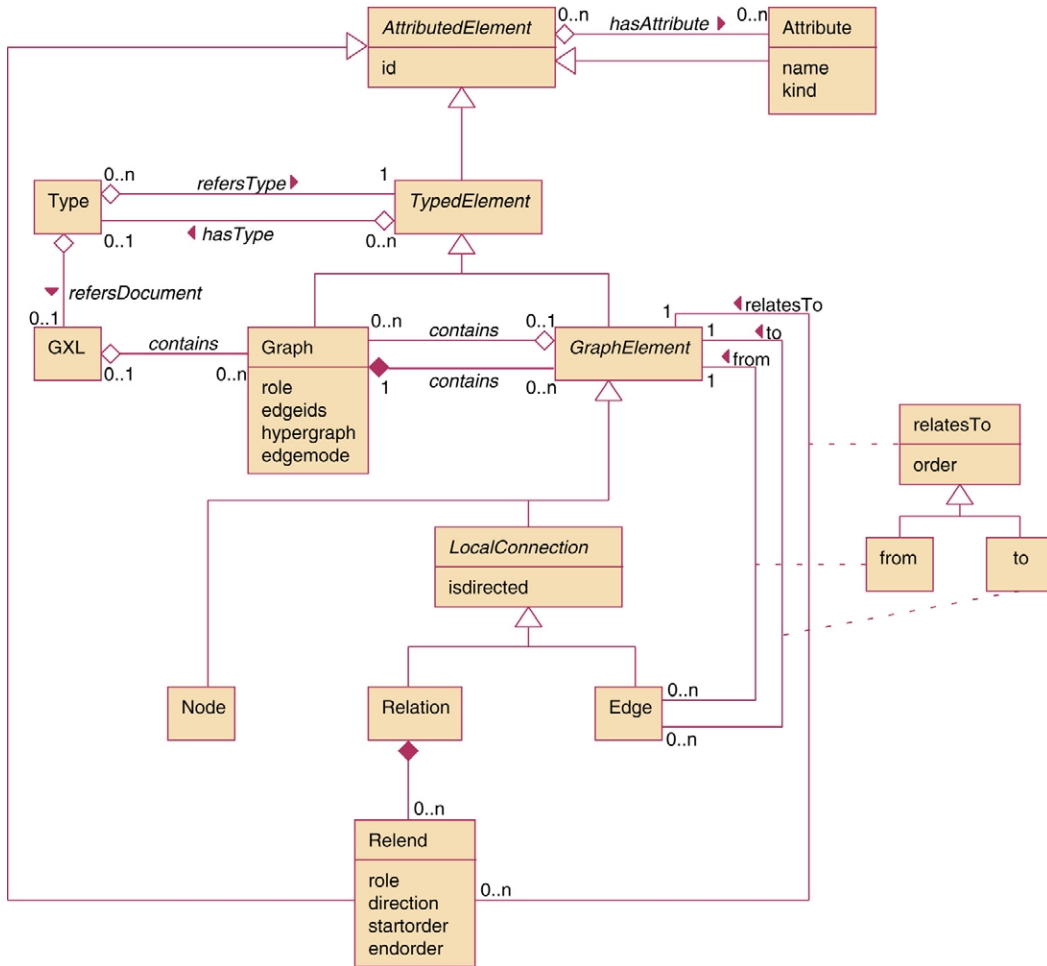 AttributedElement
id
0..n
hasAttribute
0..n
Attribute
name
kind
Type
0..n
refersType
1
TypedElement
0..1
hasType
0..n
refersDocument
0..1
GXL
contains
0..1
0..n
0..n
contains
0..1
Graph
role
edgeids
hypergraph
edgemode
1
contains
0..n
GraphElement
1
relatesTo
1
to
from
1
relatesTo
order
from
to
LocalConnection
isdirected
Node
Relation
Edge
0..n
0..n
0..n
Relend
role
direction
startorder
endorder
0..n